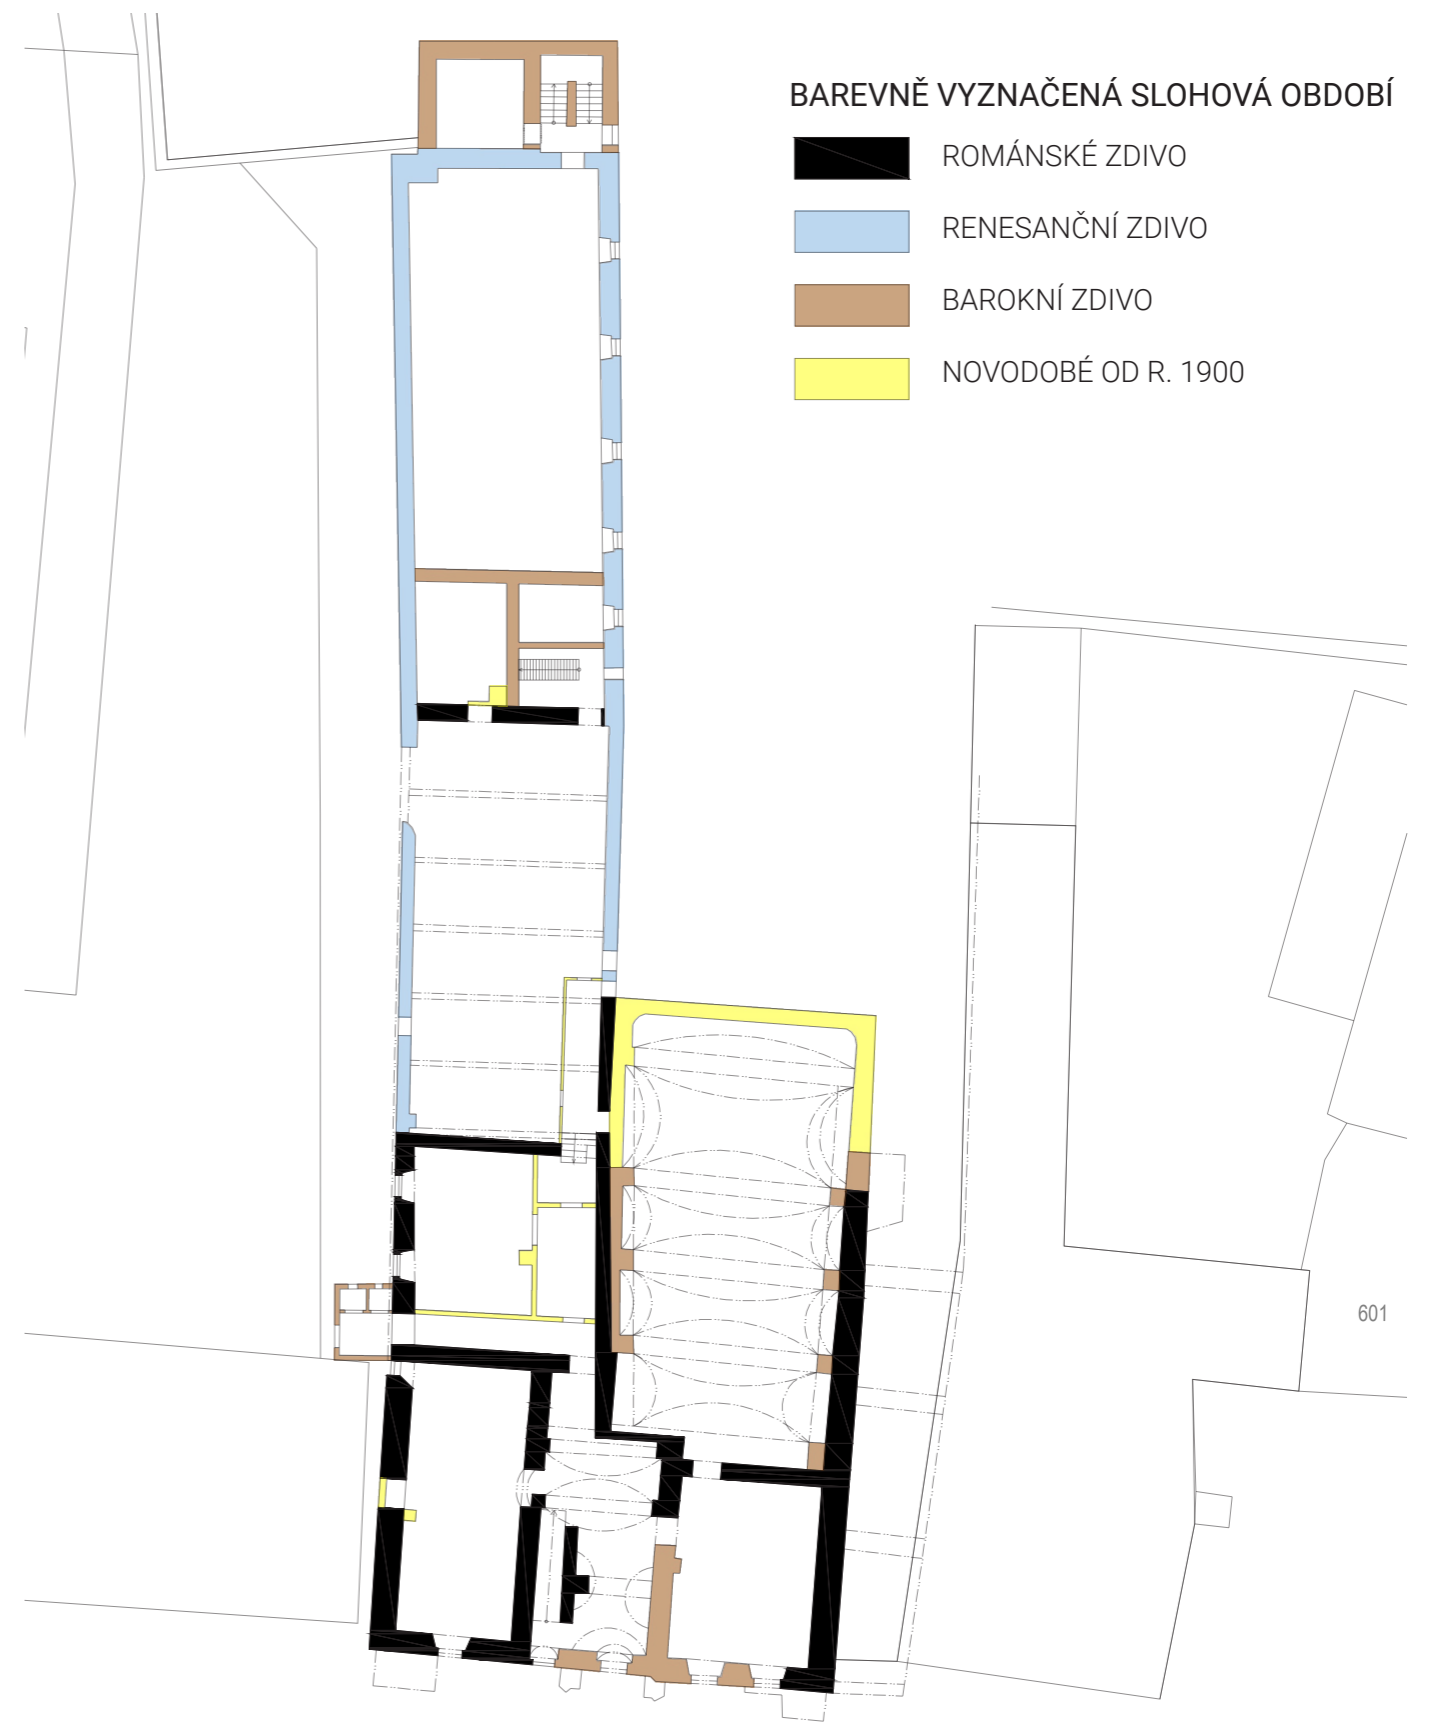 BAREVNĚ VYZNAČENÁ SLOHOVÁ OBDOBÍ
ROMÁNSKÉ ZDIVO
RENESANČNÍ ZDIVO
BAROKNÍ ZDIVO
NOVODOBÉ OD R. 1900
601